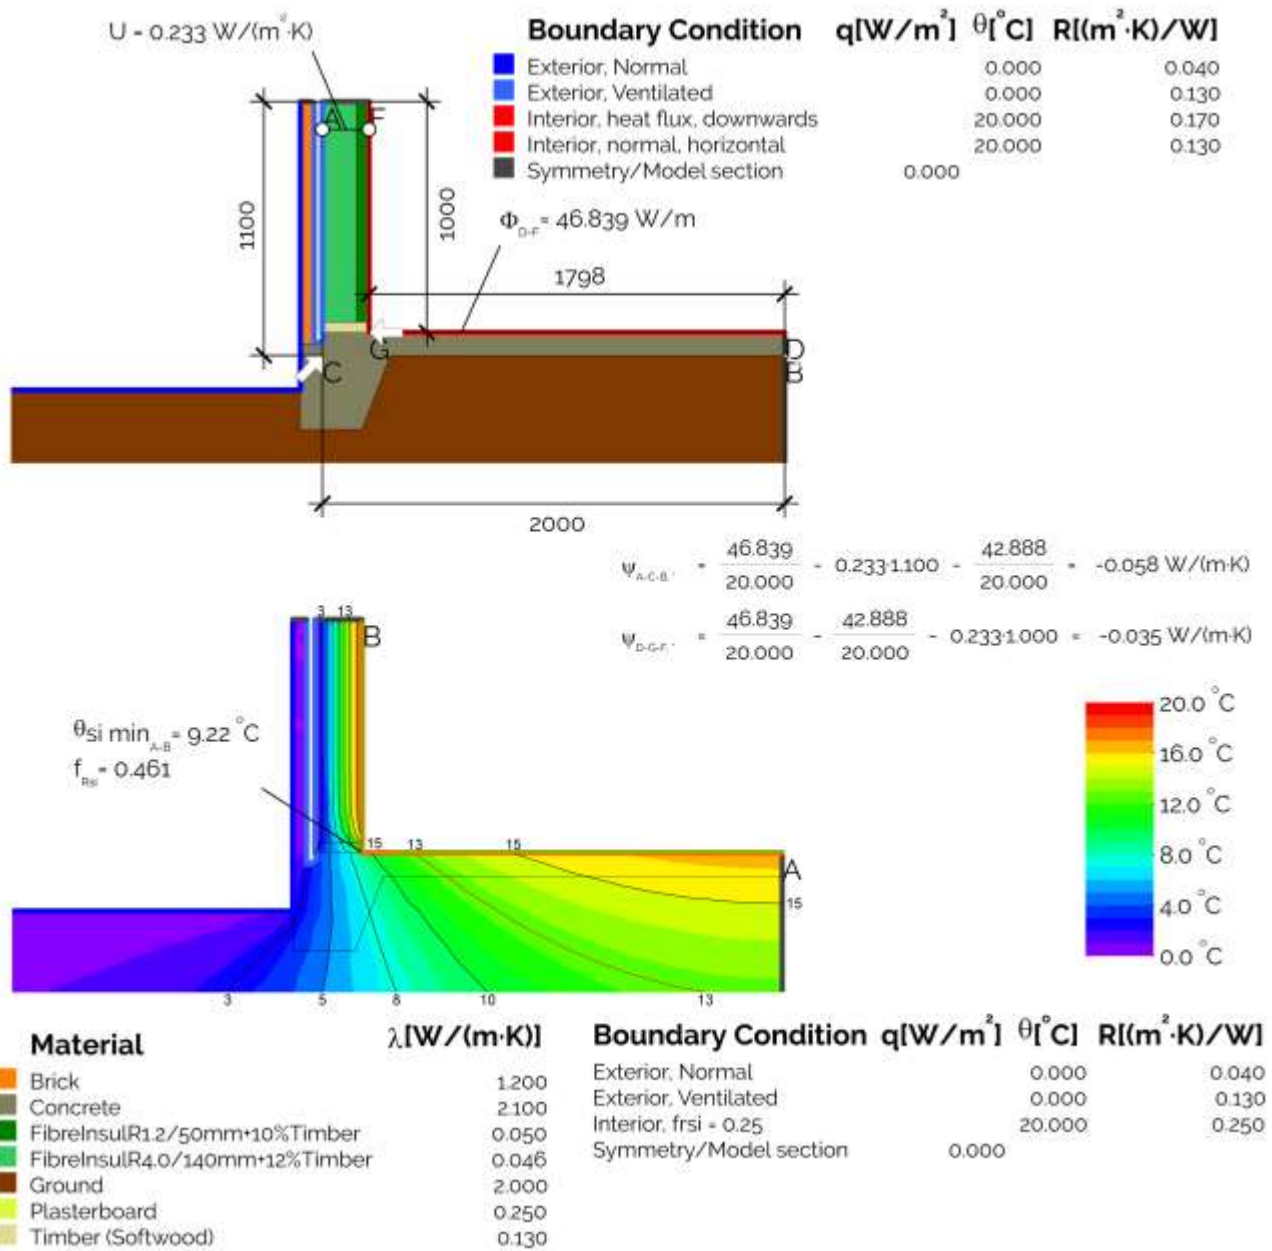 U = 0.233 W/(m²·K)
Boundary Condition q[W/m²] θ[°C] R[(m²·K)/W]
Exterior, Normal 0.000 0.040
Exterior, Ventilated 0.000 0.130
Interior, heat flux, downwards 20.000 0.170
Interior, normal, horizontal 20.000 0.130
Symmetry/Model section 0.000
A F
1100
1000
Φ D-F = 46.839 W/m
1798
G D
C B
2000
ψ A-C-B, = 46.839/20.000 - 0.233·1.100 - 42.888/20.000 = -0.058 W/(m·K)
ψ D-G-F, = 46.839/20.000 - 42.888/20.000 - 0.233·1.000 = -0.035 W/(m·K)
3 13
B
θsi min A-B = 9.22 °C
f Rsi = 0.461
15 13 15
A
15
3 5 8 10 13
20.0 °C
16.0 °C
12.0 °C
8.0 °C
4.0 °C
0.0 °C
Material λ[W/(m·K)]
Brick 1.200
Concrete 2.100
FibreInsulR1.2/50mm+10%Timber 0.050
FibreInsulR4.0/140mm+12%Timber 0.046
Ground 2.000
Plasterboard 0.250
Timber (Softwood) 0.130
Boundary Condition q[W/m²] θ[°C] R[(m²·K)/W]
Exterior, Normal 0.000 0.040
Exterior, Ventilated 0.000 0.130
Interior, frsi = 0.25 20.000 0.250
Symmetry/Model section 0.000